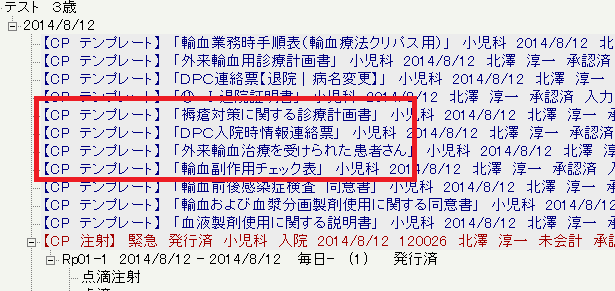 テスト 3歳
2014/8/12
【CP テンプレート】 「輸血業務時手順表(輸血療法クリパス用)」 小児科 2014/8/12 北
【CP テンプレート】 「外来輸血用診療計画書」 小児科 2014/8/12 北澤 淳一 承認済
【CP テンプレート】 「DPC連絡票【退院|病名変更】」 小児科 2014/8/12 北澤 淳一
【CP テンプレート】 「① Ⅰ退院証明書」 小児科 2014/8/12 北澤 淳一 承認済 入力
【CP テンプレート】 「褥瘡対策に関する診療計画書」 小児科 2014/8/12 北澤 淳一
【CP テンプレート】 「DPC入院時情報連絡票」 小児科 2014/8/12 北澤 淳一 承認
【CP テンプレート】 「外来輸血治療を受けられた患者さん」 小児科 2014/8/12 北澤
【CP テンプレート】 「輸血副作用チェック表」 小児科 2014/8/12 北澤 淳一 承認済 入
【CP テンプレート】 「輸血前後感染症検査 同意書」 小児科 2014/8/12 北澤 淳一
【CP テンプレート】 「輸血および血漿分画製剤使用に関する同意書」 小児科 2014/8
【CP テンプレート】 「血液製剤使用に関する説明書」 小児科 2014/8/12 北澤 淳一
【CP 注射】 緊急 発行済 小児科 入院 2014/8/12 120026 北澤 淳一 未会計 承
Rp01-1 2014/8/12 - 2014/8/12 毎日- (1) 発行済
点滴注射